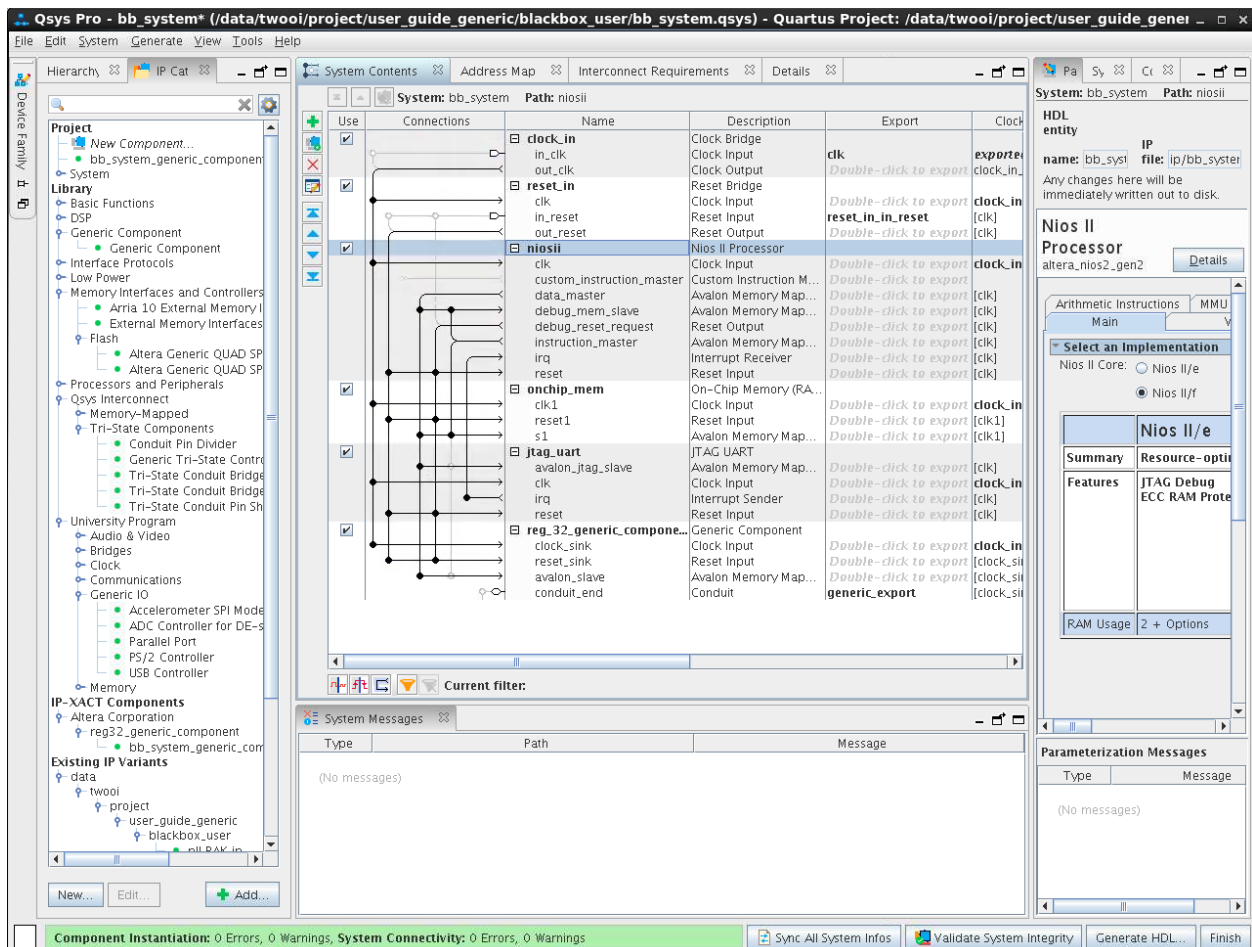 Qsys Pro - bb_system* (/data/twooi/project/user_guide_generic/blackbox_user/bb_system.qsys) - Quartus Project: /data/twooi/project/user_guide_gener
File Edit System Generate View Tools Help
Device Family
Hierarchy IP Cat
Project
New Component...
bb_system_generic_component
System
Library
Basic Functions
DSP
Generic Component
Generic Component
Interface Protocols
Low Power
Memory Interfaces and Controllers
Arria 10 External Memory I
External Memory Interfaces
Flash
Altera Generic QUAD SP
Altera Generic QUAD SP
Processors and Peripherals
Qsys Interconnect
Memory-Mapped
Tri-State Components
Conduit Pin Divider
Generic Tri-State Contro
Tri-State Conduit Bridge
Tri-State Conduit Bridge
Tri-State Conduit Pin Sh
University Program
Audio & Video
Bridges
Clock
Communications
Generic IO
Accelerometer SPI Mode
ADC Controller for DE-s
Parallel Port
PS/2 Controller
USB Controller
Memory
IP-XACT Components
Altera Corporation
reg32_generic_component
bb_system_generic_com
Existing IP Variants
data
twooi
project
user_guide_generic
blackbox_user
New... Edit... Add...
System Contents Address Map Interconnect Requirements Details
System: bb_system Path: niosii
Use Connections Name Description Export Clock
clock_in Clock Bridge
in_clk Clock Input clk exported
out_clk Clock Output Double-click to export clock_in_
reset_in Reset Bridge
clk Clock Input Double-click to export clock_in
in_reset Reset Input reset_in_in_reset [clk]
out_reset Reset Output Double-click to export [clk]
niosii Nios II Processor
clk Clock Input Double-click to export clock_in
custom_instruction_master Custom Instruction M... Double-click to export
data_master Avalon Memory Map... Double-click to export [clk]
debug_mem_slave Avalon Memory Map... Double-click to export [clk]
debug_reset_request Reset Output Double-click to export [clk]
instruction_master Avalon Memory Map... Double-click to export [clk]
irq Interrupt Receiver Double-click to export [clk]
reset Reset Input Double-click to export [clk]
onchip_mem On-Chip Memory (RA...
clk1 Clock Input Double-click to export clock_in
reset1 Reset Input Double-click to export [clk1]
s1 Avalon Memory Map... Double-click to export [clk1]
jtag_uart JTAG UART
avalon_jtag_slave Avalon Memory Map... Double-click to export [clk]
clk Clock Input Double-click to export clock_in
irq Interrupt Sender Double-click to export [clk]
reset Reset Input Double-click to export [clk]
reg_32_generic_compone... Generic Component
clock_sink Clock Input Double-click to export clock_in
reset_sink Reset Input Double-click to export [clock_sin
avalon_slave Avalon Memory Map... Double-click to export [clock_sin
conduit_end Conduit generic_export [clock_sin
Current filter:
System Messages
Type Path Message
(No messages)
Pa Sy Co
System: bb_system Path: niosii
HDL
entity
IP
name: bb_syst file: ip/bb_syster
Any changes here will be
immediately written out to disk.
Nios II
Processor
altera_nios2_gen2
Details
Arithmetic Instructions MMU
Main V
Select an Implementation
Nios II Core: Nios II/e
Nios II/f
Nios II/e
Summary Resource-optir
Features JTAG Debug
ECC RAM Prote
RAM Usage 2 + Options
Parameterization Messages
Type Message
(No messages)
Component Instantiation: 0 Errors, 0 Warnings, System Connectivity: 0 Errors, 0 Warnings
Sync All System Infos Validate System Integrity Generate HDL... Finish